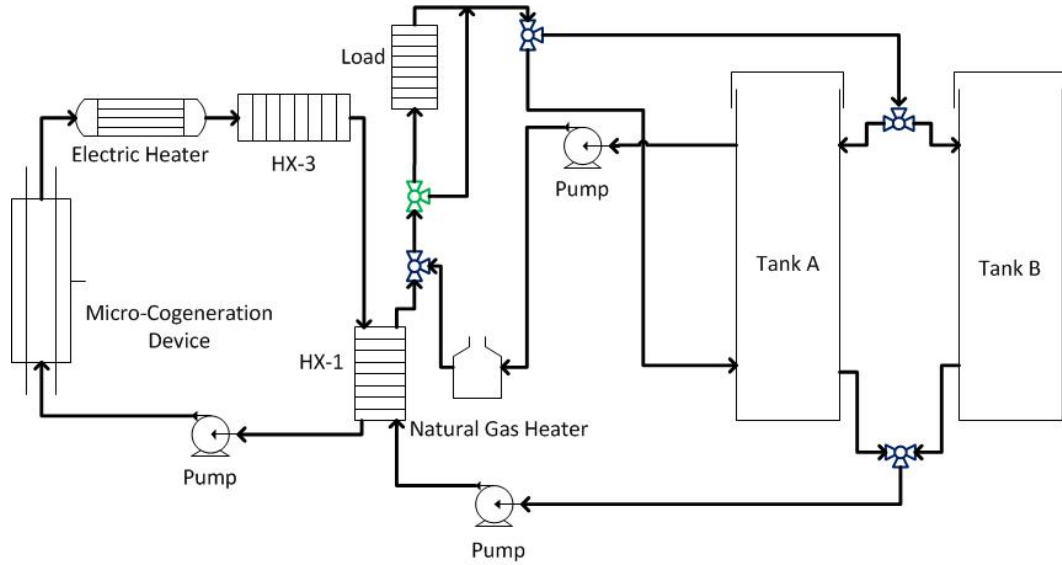 Load
Electric Heater
HX-3
Pump
Tank A
Tank B
Micro-Cogeneration
Device
HX-1
Natural Gas Heater
Pump
Pump